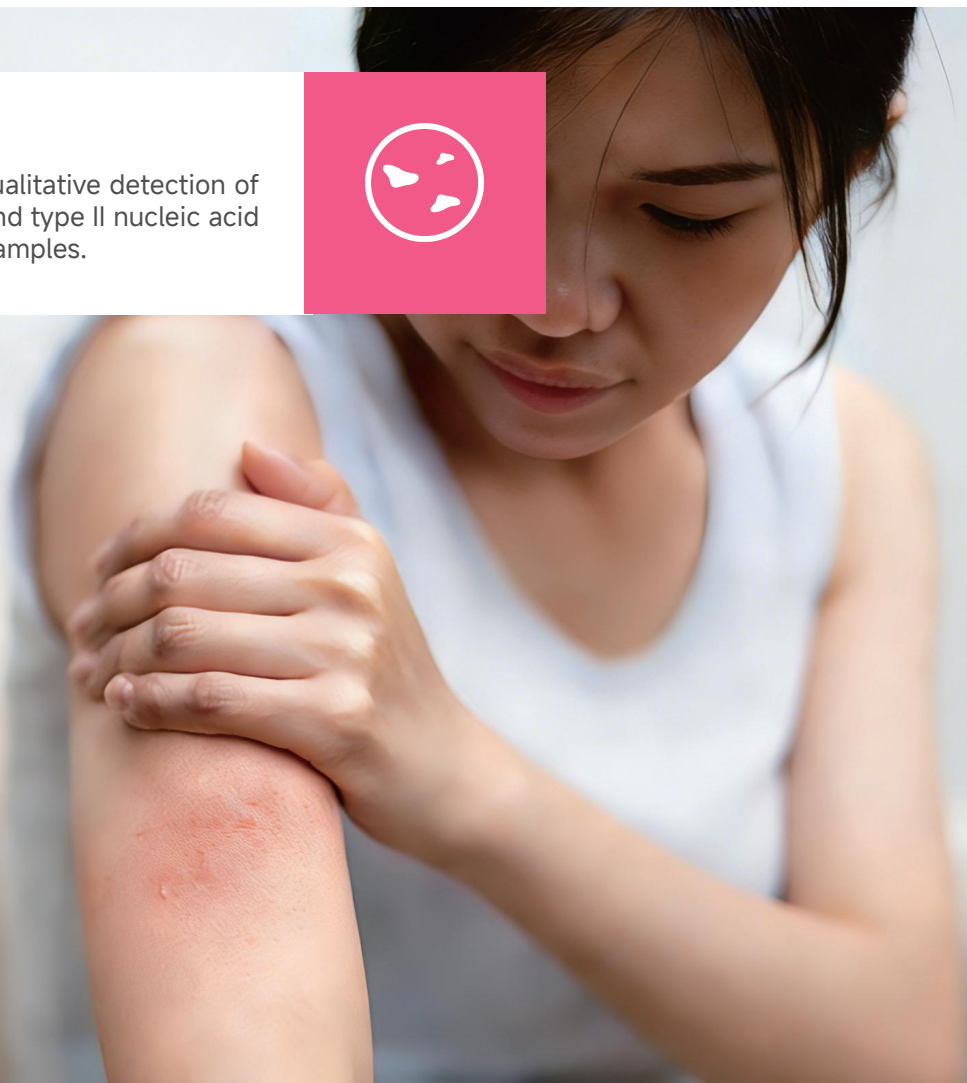 ualitative detection of
nd type II nucleic acid
amples.